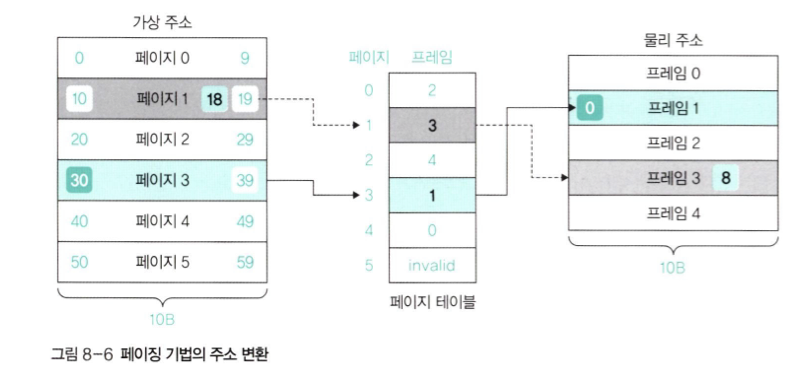 가상 주소
0 페이지 0 9
10 페이지 1 18 19
20 페이지 2 29
30 페이지 3 39
40 페이지 4 49
50 페이지 5 59
10B
페이지 프레임
0 2
1 3
2 4
3 1
4 0
5 invalid
페이지 테이블
물리 주소
프레임 0
0 프레임 1
프레임 2
프레임 3 8
프레임 4
10B
그림 8-6 페이징 기법의 주소 변환